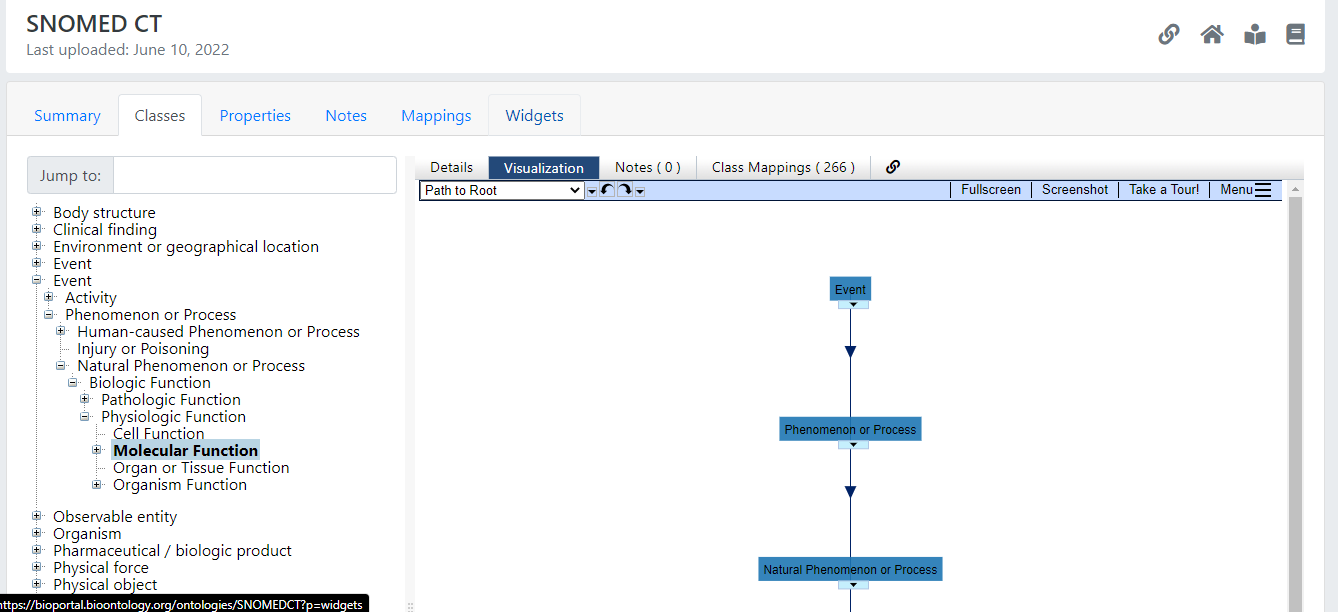 SNOMED CT
Last uploaded: June 10, 2022
Summary Classes Properties Notes Mappings Widgets
Jump to:
Body structure
Clinical finding
Environment or geographical location
Event
Event
Activity
Phenomenon or Process
Human-caused Phenomenon or Process
Injury or Poisoning
Natural Phenomenon or Process
Biologic Function
Pathologic Function
Physiologic Function
Cell Function
Molecular Function
Organ or Tissue Function
Organism Function
Observable entity
Organism
Pharmaceutical / biologic product
Physical force
Physical object
https://bioportal.bioontology.org/ontologies/SNOMEDCT?p=widgets
Details Visualization Notes ( 0 ) Class Mappings ( 266 )
Path to Root Fullscreen Screenshot Take a Tour! Menu
Event
Phenomenon or Process
Natural Phenomenon or Process